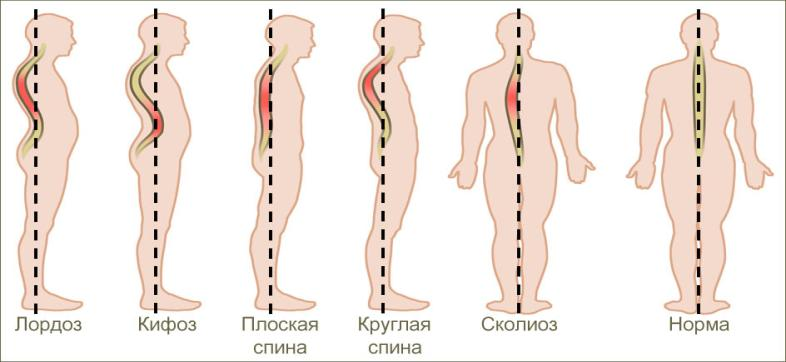 Лордоз
Кифоз
Плоская
спина
Круглая
спина
Сколиоз
Норма